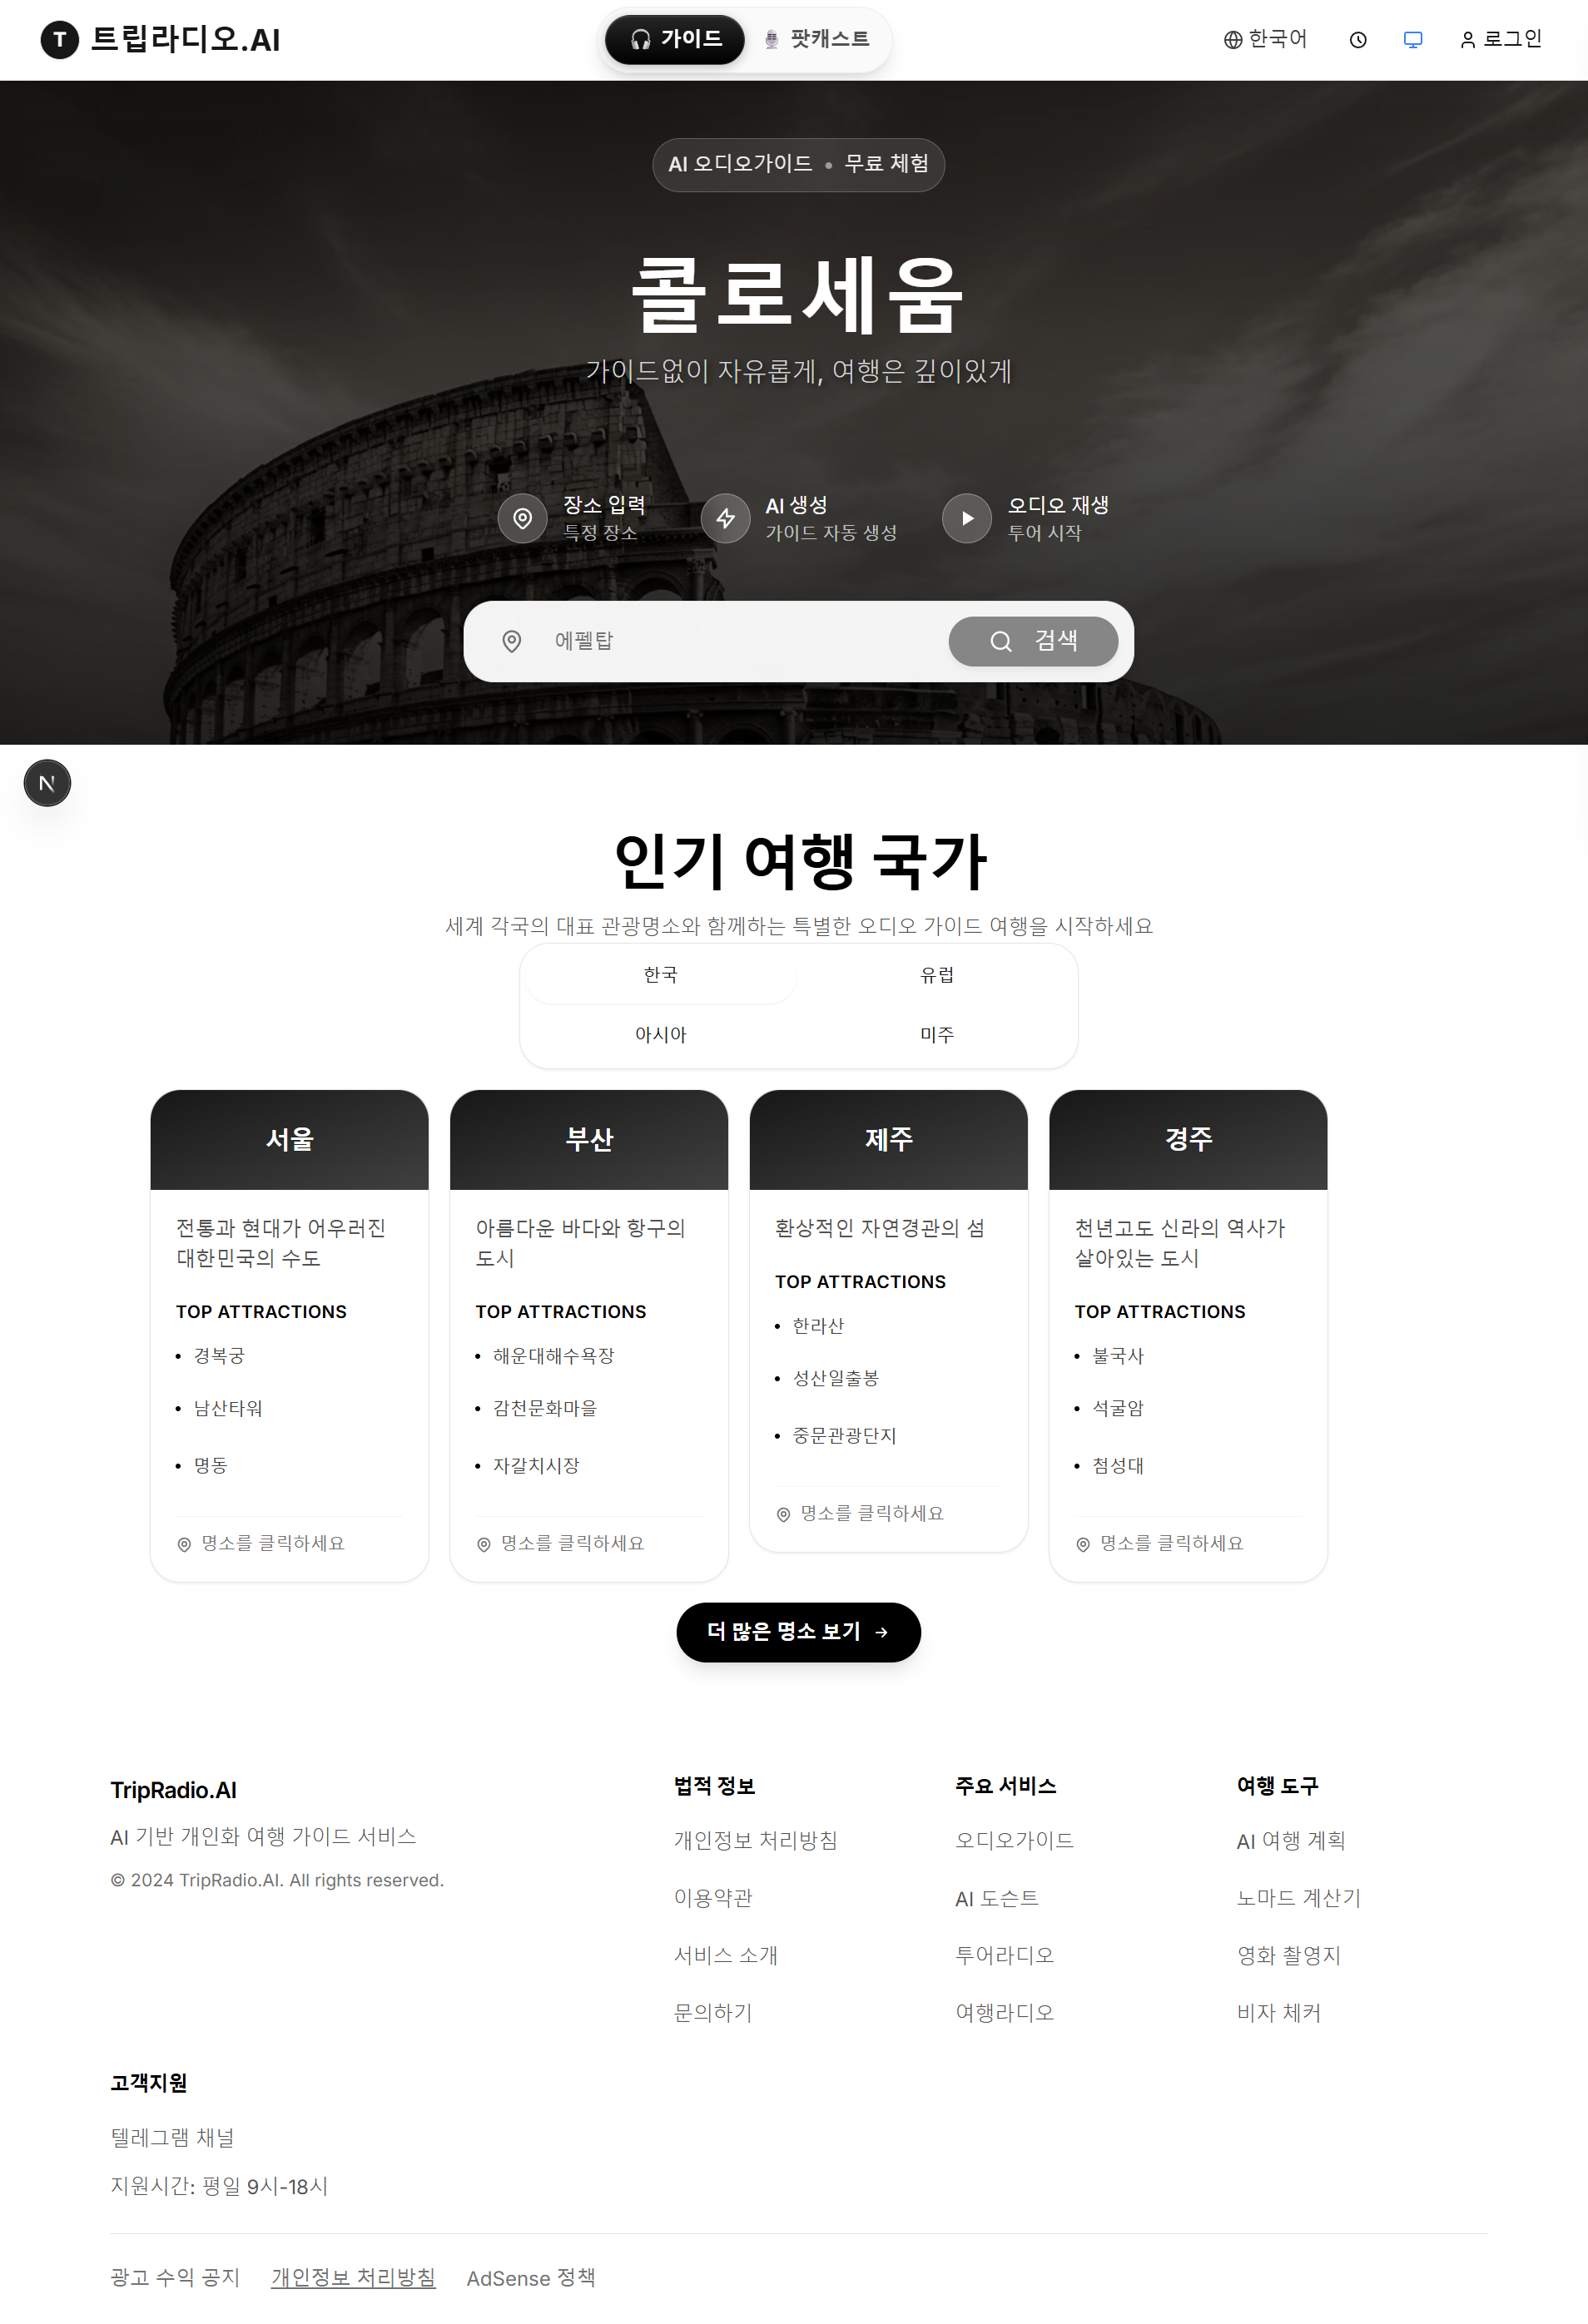 T 트립라디오.AI
가이드
팟캐스트
한국어
로그인
AI 오디오가이드 • 무료 체험
콜로세움
가이드없이 자유롭게, 여행은 깊이있게
장소 입력
특정 장소
AI 생성
가이드 자동 생성
오디오 재생
투어 시작
에펠탑
검색
N
인기 여행 국가
세계 각국의 대표 관광명소와 함께하는 특별한 오디오 가이드 여행을 시작하세요
한국
유럽
아시아
미주
서울
전통과 현대가 어우러진
대한민국의 수도
TOP ATTRACTIONS
• 경복궁
• 남산타워
• 명동
명소를 클릭하세요
부산
아름다운 바다와 항구의
도시
TOP ATTRACTIONS
• 해운대해수욕장
• 감천문화마을
• 자갈치시장
명소를 클릭하세요
제주
환상적인 자연경관의 섬
TOP ATTRACTIONS
• 한라산
• 성산일출봉
• 중문관광단지
명소를 클릭하세요
경주
천년고도 신라의 역사가
살아있는 도시
TOP ATTRACTIONS
• 불국사
• 석굴암
• 첨성대
명소를 클릭하세요
더 많은 명소 보기 →
TripRadio.AI
AI 기반 개인화 여행 가이드 서비스
© 2024 TripRadio.AI. All rights reserved.
법적 정보
개인정보 처리방침
이용약관
서비스 소개
문의하기
주요 서비스
오디오가이드
AI 도슨트
투어라디오
여행라디오
여행 도구
AI 여행 계획
노마드 계산기
영화 촬영지
비자 체커
고객지원
텔레그램 채널
지원시간: 평일 9시-18시
광고 수익 공지
개인정보 처리방침
AdSense 정책